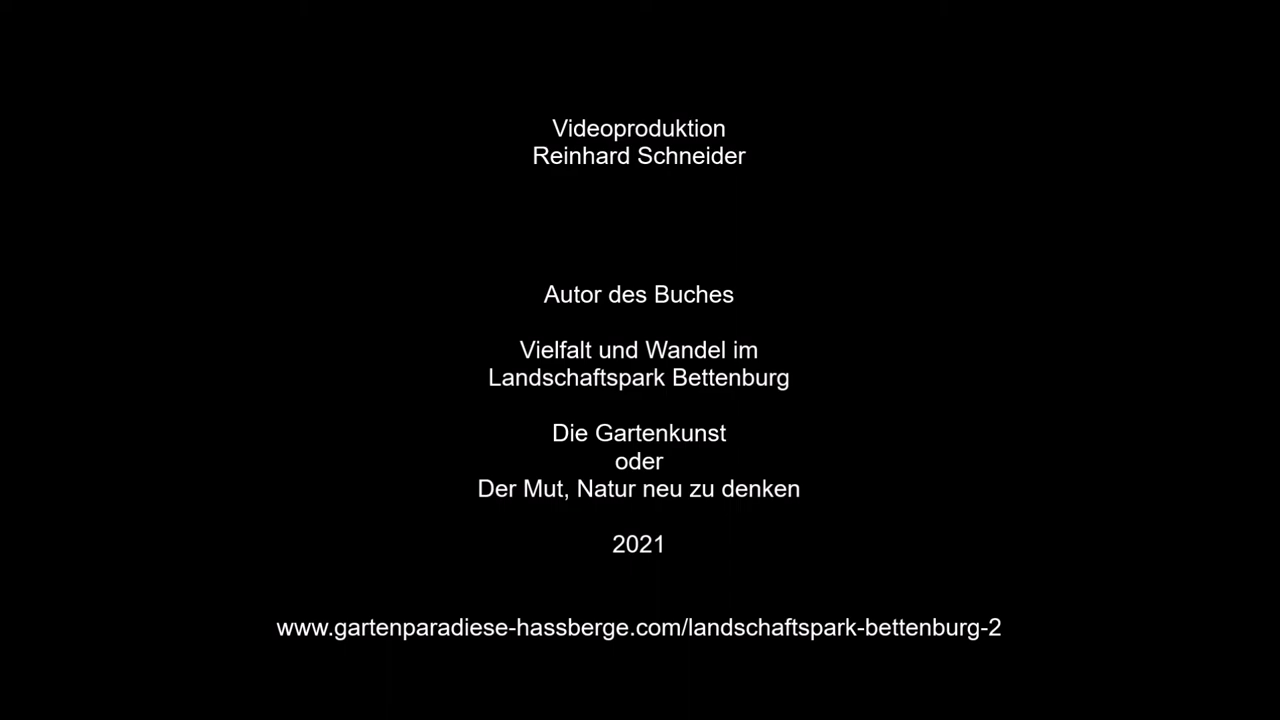 Videoproduktion
Reinhard Schneider
Autor des Buches
Vielfalt und Wandel im
Landschaftspark Bettenburg
Die Gartenkunst
oder
Der Mut, Natur neu zu denken
2021
www.gartenparadiese-hassberge.com/landschaftspark-bettenburg-2